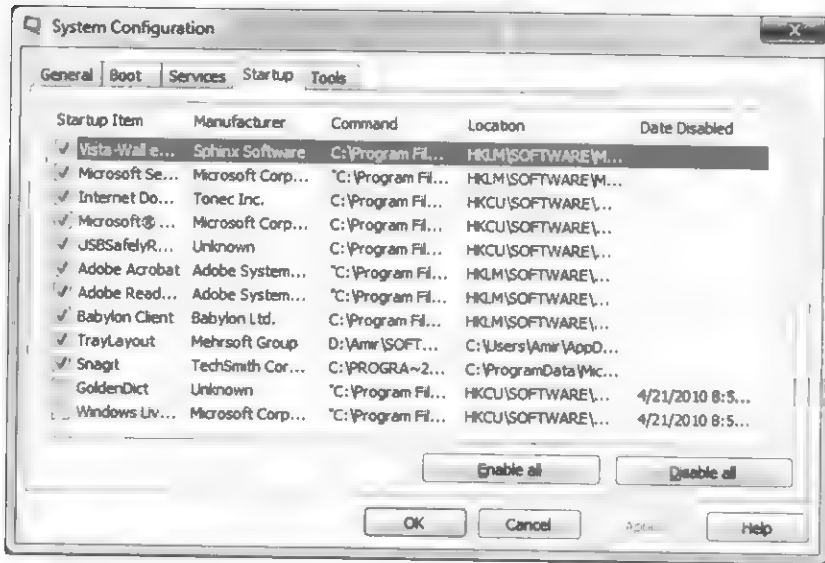 System Configuration
General Boot Services Startup Tools
Startup Item Manufacturer Command Location Date Disabled
Vista-Wall e... Sphinx Software C:\Program Fil... HKLM\SOFTWARE\M...
Microsoft Se... Microsoft Corp... "C:\Program Fil... HKLM\SOFTWARE\M...
Internet Do... Tonec Inc. C:\Program Fil... HKCU\SOFTWARE\...
Microsoft® ... Microsoft Corp... C:\Program Fil... HKCU\SOFTWARE\...
USBSafelyR... Unknown C:\Program Fil... HKCU\SOFTWARE\...
Adobe Acrobat Adobe System... "C:\Program Fil... HKLM\SOFTWARE\...
Adobe Read... Adobe System... "C:\Program Fil... HKLM\SOFTWARE\...
Babylon Client Babylon Ltd. C:\Program Fil... HKLM\SOFTWARE\...
TrayLayout Mehrsoft Group D:\Amir\SOFT... C:\Users\Amir\AppD...
Snagit TechSmith Cor... C:\PROGRA~2... C:\ProgramData\Mic...
GoldenDict Unknown "C:\Program Fil... HKCU\SOFTWARE\... 4/21/2010 8:5...
Windows Liv... Microsoft Corp... "C:\Program Fil... HKCU\SOFTWARE\... 4/21/2010 8:5...
Enable all Disable all
OK Cancel Help